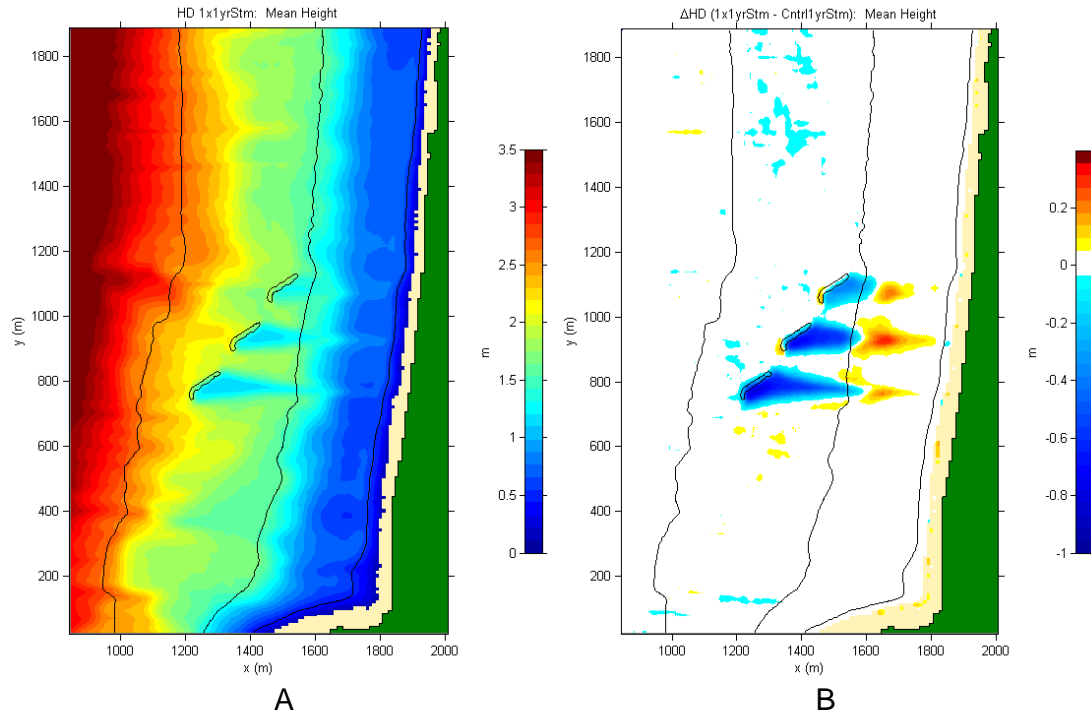 HD 1x1yrStm: Mean Height
1800
1600
1400
1200
1000
800
600
400
200
y (m)
1000 1200 1400 1600 1800 2000
x (m)
3.5
3
2.5
2
1.5
1
0.5
0
m
A
ΔHD (1x1yrStm - Cntrl1yrStm): Mean Height
1800
1600
1400
1200
1000
800
600
400
200
y (m)
1000 1200 1400 1600 1800 2000
x (m)
0.2
0
-0.2
-0.4
-0.6
-0.8
-1
m
B